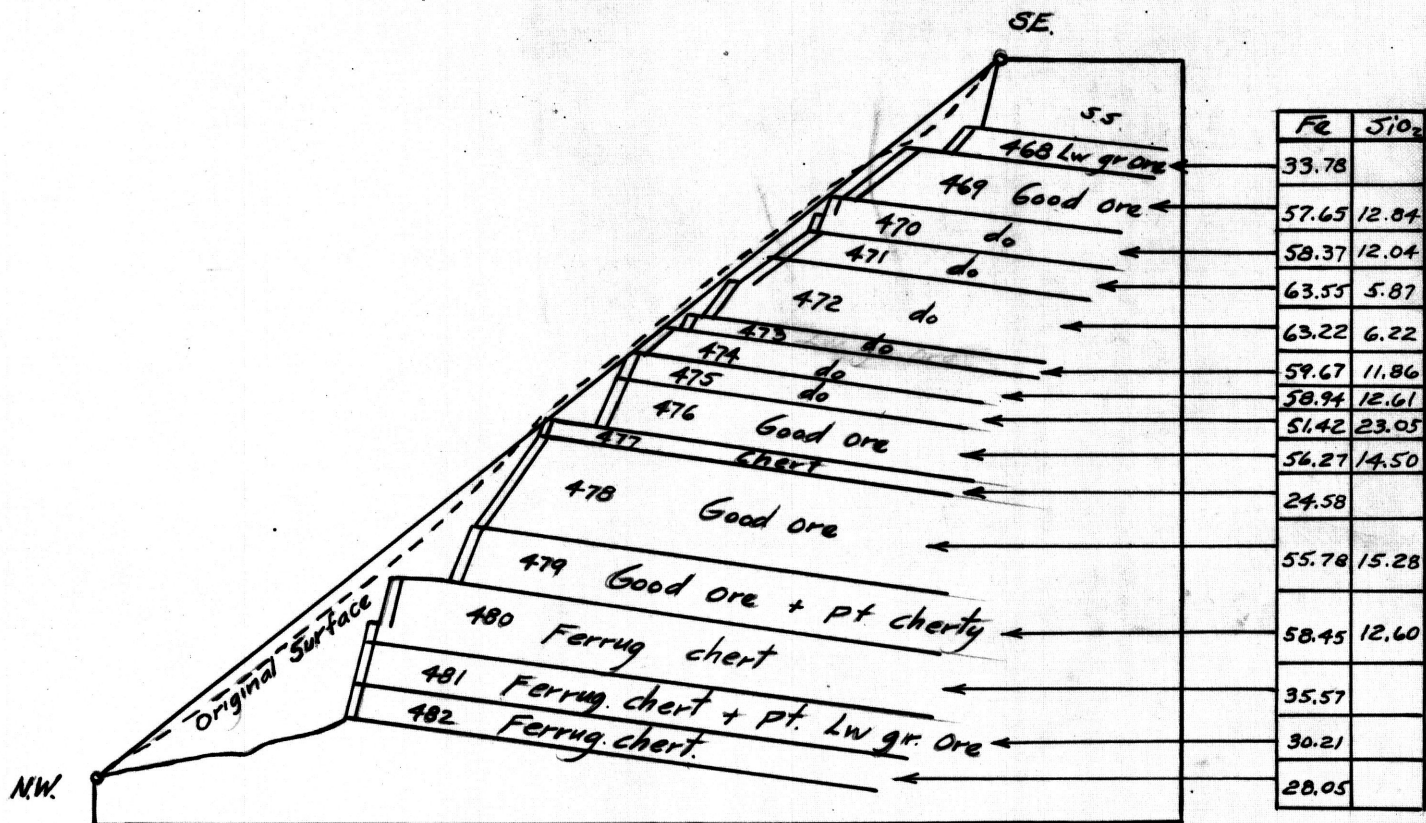 S.E.
S.S.
468 Lw gr ore
469 Good ore
470 do
471 do
472 do
473 do
474 do
475 do
476 Good ore
477 chert
478 Good ore
479 Good ore + pt cherty
480 Ferrug chert
481 Ferrug. chert + pt. Lw gr. ore
482 Ferrug. chert.
Original Surface
N.W.
Fe SiO2
33.78
57.65 12.84
58.37 12.04
63.55 5.87
63.22 6.22
59.67 11.86
58.94 12.61
51.42 23.05
56.27 14.50
24.58
55.78 15.28
58.45 12.60
35.57
30.21
28.05